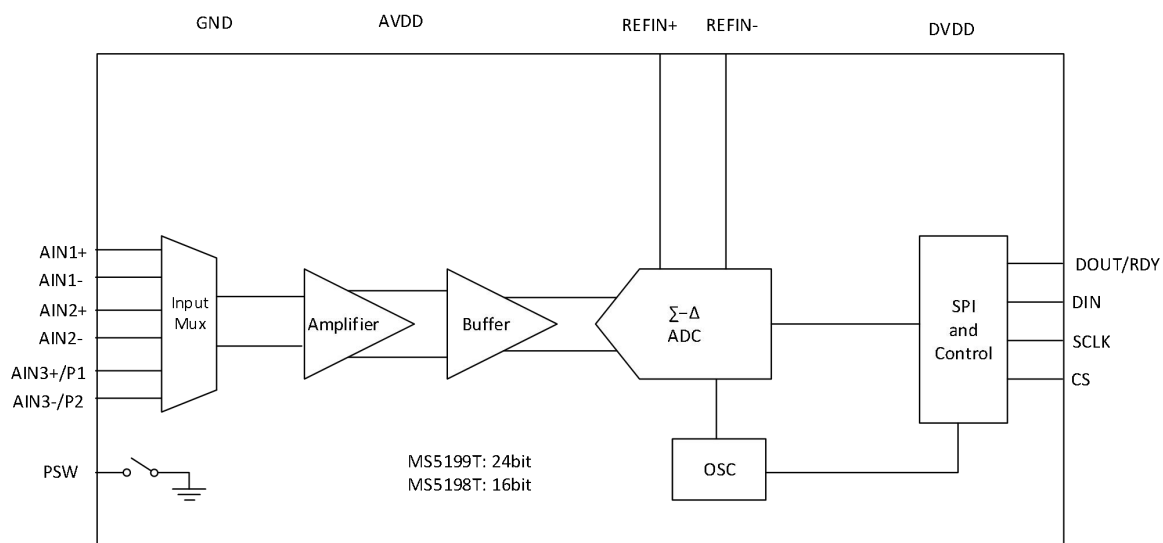 GND AVDD REFIN+ REFIN- DVDD
AIN1+
AIN1-
AIN2+
AIN2-
AIN3+/P1
AIN3-/P2
PSW
Input
Mux
Amplifier
Buffer
∑−Δ
ADC
OSC
SPI
and
Control
DOUT/RDY
DIN
SCLK
CS
MS5199T: 24bit
MS5198T: 16bit